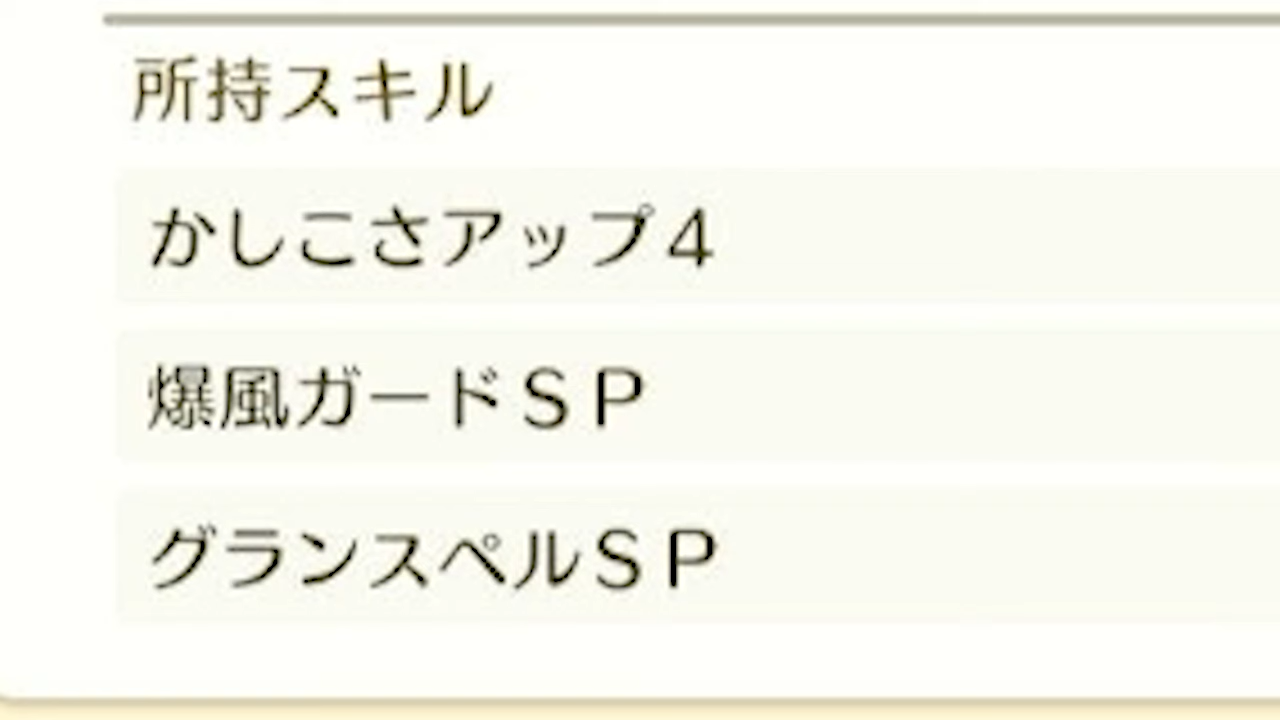 所持スキル
かしこさアップ４
爆風ガードＳＰ
グランスペルＳＰ